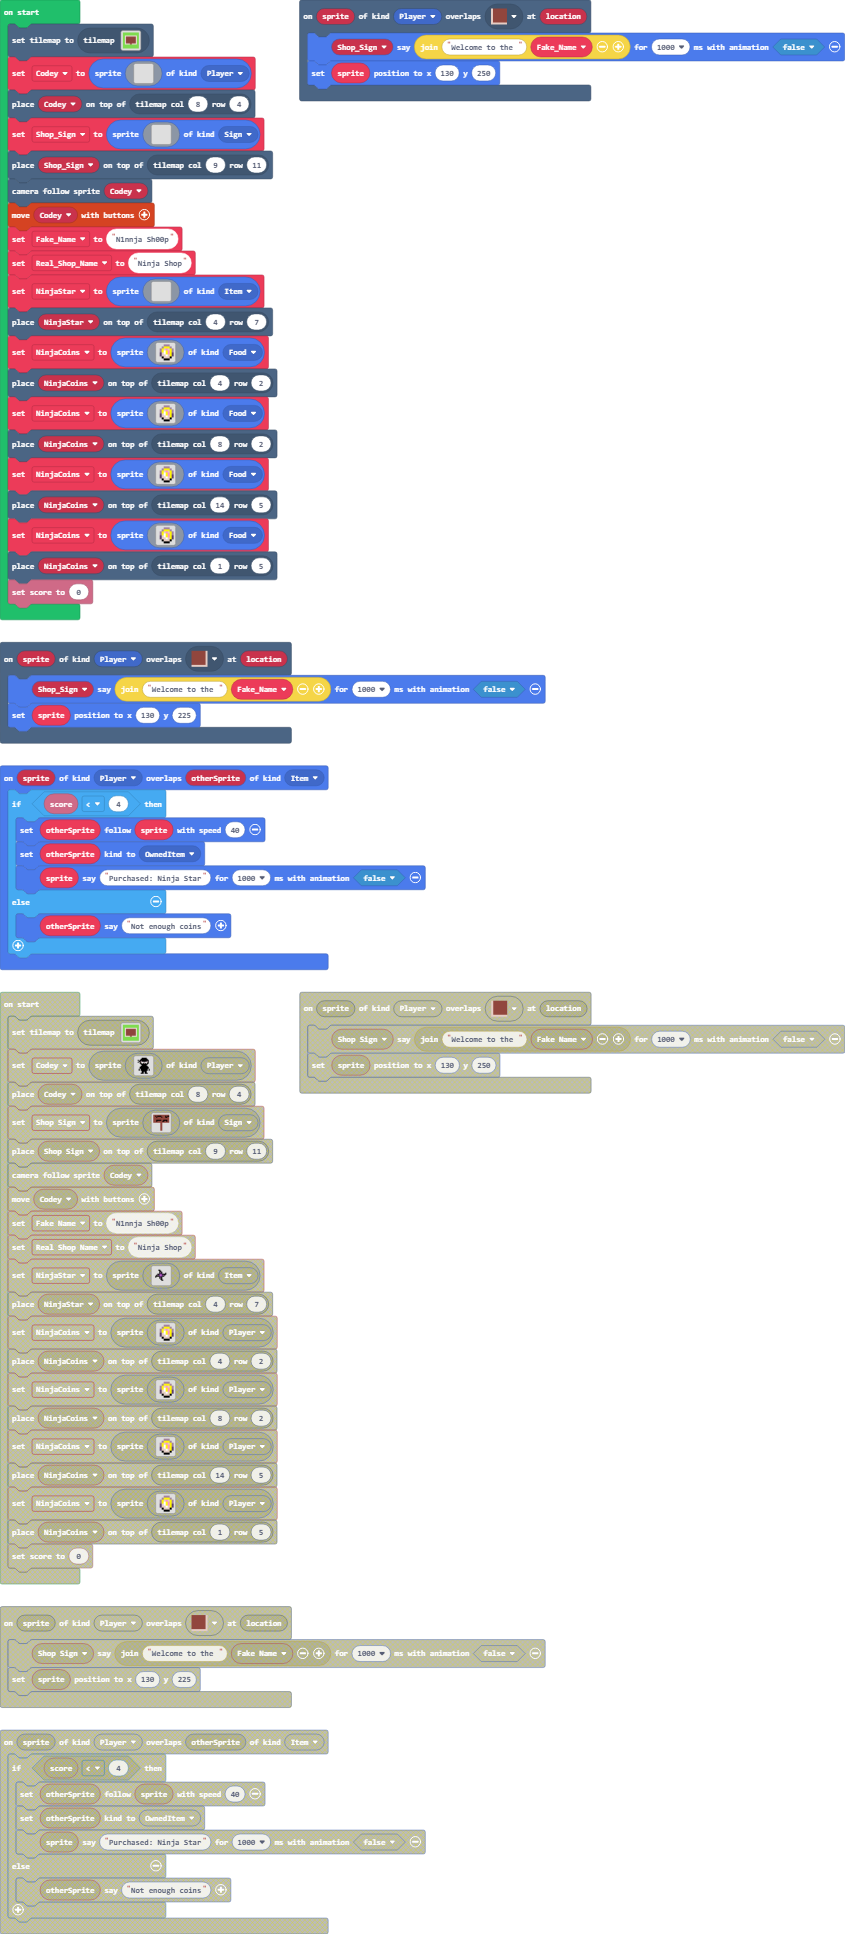 on start
set tilemap to tilemap
set Codey to sprite of kind Player
place Codey on top of tilemap col 8 row 4
set Shop_Sign to sprite of kind Sign
place Shop_Sign on top of tilemap col 9 row 11
camera follow sprite Codey
move Codey with buttons
set Fake_Name to "N1nnja Sh00p"
set Real_Shop_Name to "Ninja Shop"
set NinjaStar to sprite of kind Item
place NinjaStar on top of tilemap col 4 row 7
set NinjaCoins to sprite of kind Food
place NinjaCoins on top of tilemap col 4 row 2
set NinjaCoins to sprite of kind Food
place NinjaCoins on top of tilemap col 8 row 2
set NinjaCoins to sprite of kind Food
place NinjaCoins on top of tilemap col 14 row 5
set NinjaCoins to sprite of kind Food
place NinjaCoins on top of tilemap col 1 row 5
set score to 0
on sprite of kind Player overlaps at location
Shop_Sign say join "Welcome to the " Fake_Name for 1000 ms with animation false
set sprite position to x 130 y 250
on sprite of kind Player overlaps at location
Shop_Sign say join "Welcome to the " Fake_Name for 1000 ms with animation false
set sprite position to x 130 y 225
on sprite of kind Player overlaps otherSprite of kind Item
if score < 4 then
set otherSprite follow sprite with speed 40
set otherSprite kind to OwnedItem
sprite say "Purchased: Ninja Star" for 1000 ms with animation false
else
otherSprite say "Not enough coins"
on start
set tilemap to tilemap
set Codey to sprite of kind Player
place Codey on top of tilemap col 8 row 4
set Shop Sign to sprite of kind Sign
place Shop Sign on top of tilemap col 9 row 11
camera follow sprite Codey
move Codey with buttons
set Fake Name to "N1nnja Sh00p"
set Real Shop Name to "Ninja Shop"
set NinjaStar to sprite of kind Item
place NinjaStar on top of tilemap col 4 row 7
set NinjaCoins to sprite of kind Player
place NinjaCoins on top of tilemap col 4 row 2
set NinjaCoins to sprite of kind Player
place NinjaCoins on top of tilemap col 8 row 2
set NinjaCoins to sprite of kind Player
place NinjaCoins on top of tilemap col 14 row 5
set NinjaCoins to sprite of kind Player
place NinjaCoins on top of tilemap col 1 row 5
set score to 0
on sprite of kind Player overlaps at location
Shop Sign say join "Welcome to the " Fake Name for 1000 ms with animation false
set sprite position to x 130 y 250
on sprite of kind Player overlaps at location
Shop Sign say join "Welcome to the " Fake Name for 1000 ms with animation false
set sprite position to x 130 y 225
on sprite of kind Player overlaps otherSprite of kind Item
if score < 4 then
set otherSprite follow sprite with speed 40
set otherSprite kind to OwnedItem
sprite say "Purchased: Ninja Star" for 1000 ms with animation false
else
otherSprite say "Not enough coins"